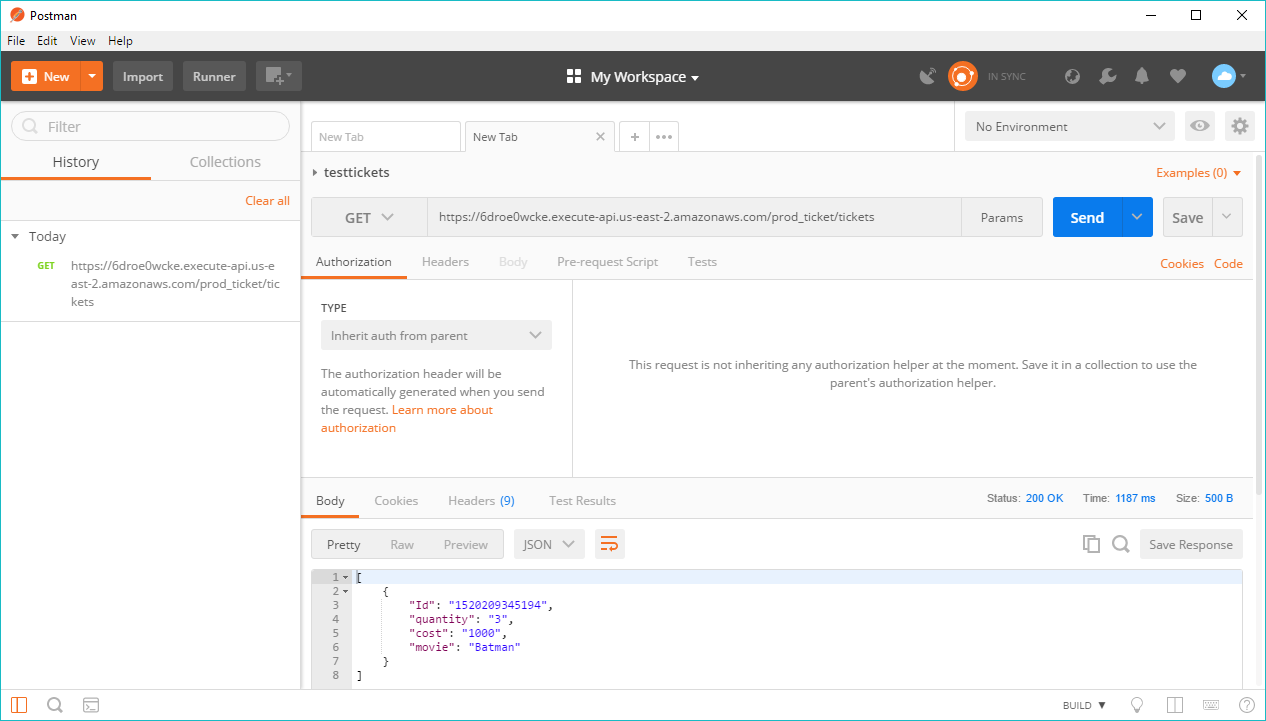 Postman
File Edit View Help
New Import Runner My Workspace IN SYNC
Filter
History Collections
Clear all
Today
GET https://6droe0wcke.execute-api.us-e
ast-2.amazonaws.com/prod_ticket/tic
kets
New Tab New Tab No Environment
testtickets Examples (0)
GET https://6droe0wcke.execute-api.us-east-2.amazonaws.com/prod_ticket/tickets Params Send Save
Authorization Headers Body Pre-request Script Tests Cookies Code
TYPE
Inherit auth from parent
The authorization header will be
automatically generated when you send
the request. Learn more about
authorization
This request is not inheriting any authorization helper at the moment. Save it in a collection to use the
parent's authorization helper.
Body Cookies Headers (9) Test Results Status: 200 OK Time: 1187 ms Size: 500 B
Pretty Raw Preview JSON Save Response
1 [
2 {
3 "Id": "1520209345194",
4 "quantity": "3",
5 "cost": "1000",
6 "movie": "Batman"
7 }
8 ]
BUILD